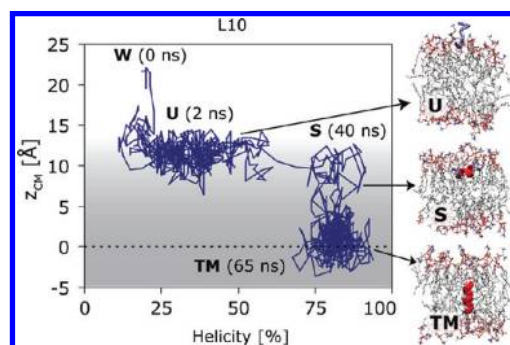 L10
W (0 ns)
U (2 ns)
S (40 ns)
TM (65 ns)
25
20
15
10
5
0
-5
z_CM [Å]
0
25
50
75
100
Helicity [%]
U
S
TM